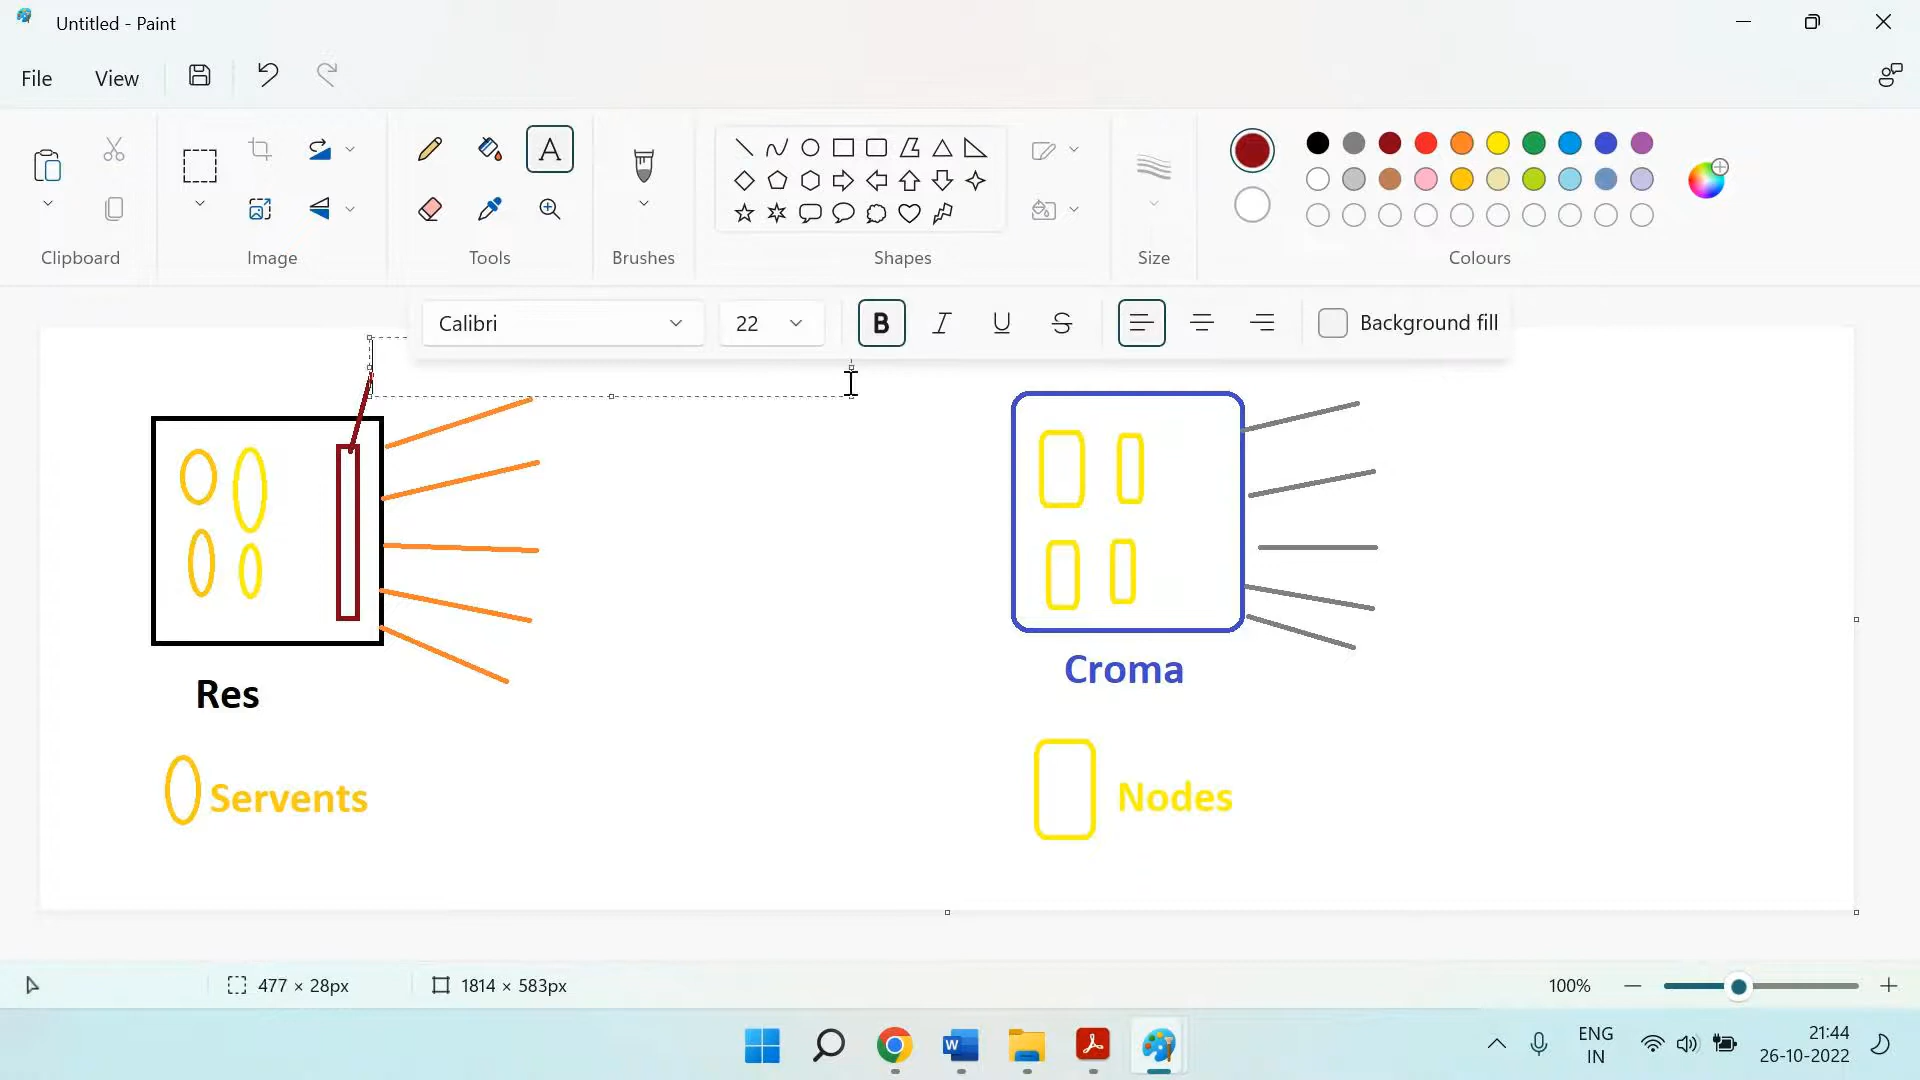 Untitled - Paint
File
View
Clipboard
Image
Tools
Brushes
Shapes
Size
Colours
Calibri
22
B
I
U
S
Background fill
Res
Servents
Croma
Nodes
477 × 28px
1814 × 583px
100%
ENG
IN
21:44
26-10-2022